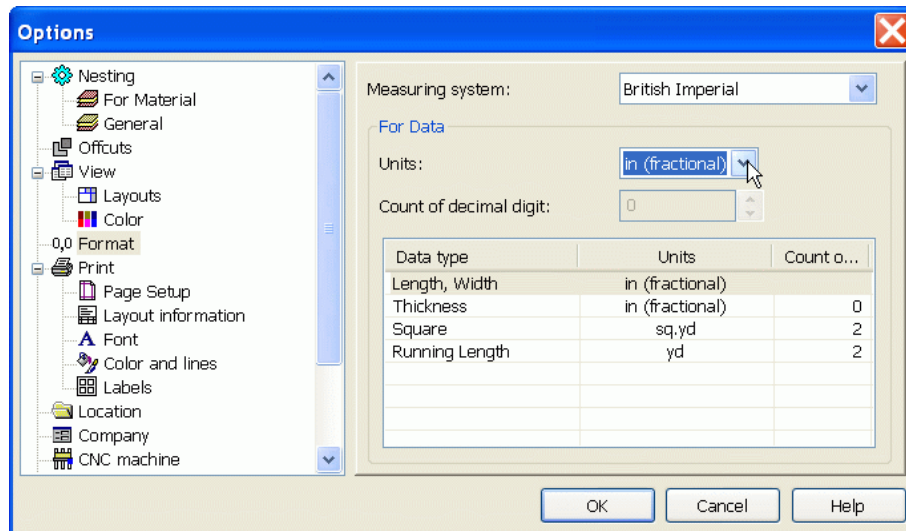 Options
Nesting
For Material
General
Offcuts
View
Layouts
Color
0,0 Format
Print
Page Setup
Layout information
A Font
Color and lines
Labels
Location
Company
CNC machine
Measuring system: British Imperial
For Data
Units: in (fractional)
Count of decimal digit: 0
Data type Units Count o...
Length, Width in (fractional)
Thickness in (fractional) 0
Square sq.yd 2
Running Length yd 2
OK Cancel Help